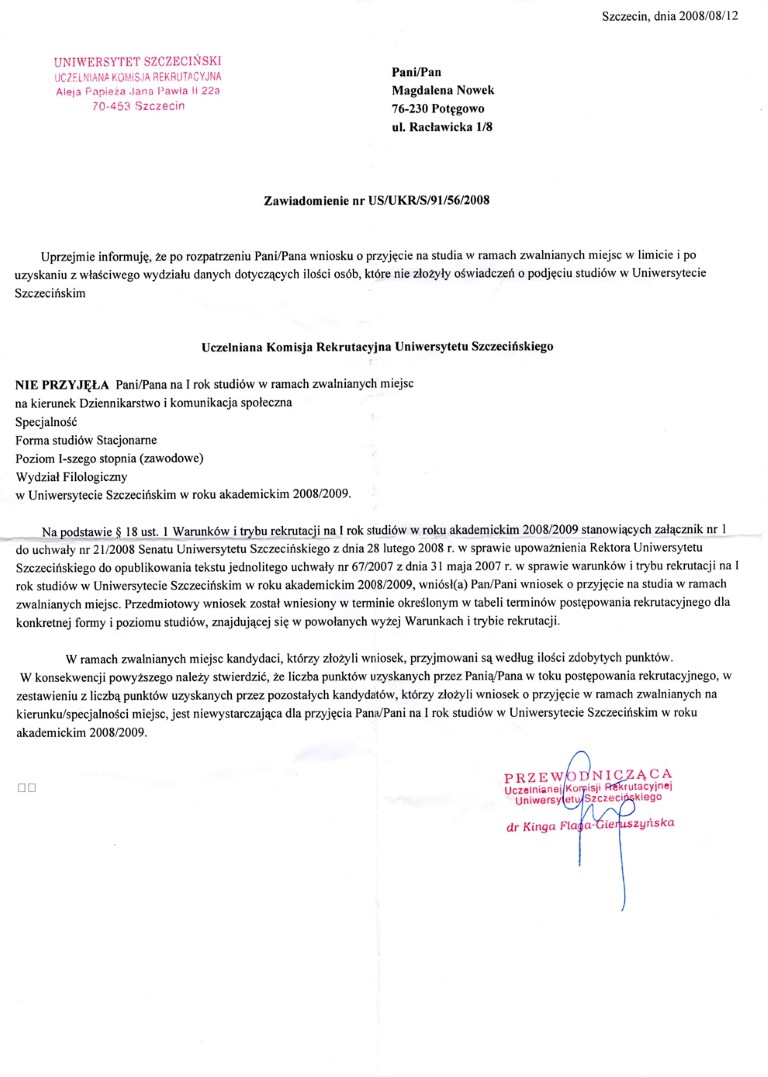 Szczecin, dnia 2008/08/12
UNIWERSYTET SZCZECIŃSKI
UCZELNIANA KOMISJA REKRUTACYJNA
Aleja Papieża Jana Pawła II 22a
70-453 Szczecin
Pani/Pan
Magdalena Nowek
76-230 Potęgowo
ul. Racławicka 1/8
Zawiadomienie nr US/UKR/S/91/56/2008
Uprzejmie informuję, że po rozpatrzeniu Pani/Pana wniosku o przyjęcie na studia w ramach zwalnianych miejsc w limicie i po
uzyskaniu z właściwego wydziału danych dotyczących ilości osób, które nie złożyły oświadczeń o podjęciu studiów w Uniwersytecie
Szczecińskim
Uczelniana Komisja Rekrutacyjna Uniwersytetu Szczecińskiego
NIE PRZYJĘŁA Pani/Pana na I rok studiów w ramach zwalnianych miejsc
na kierunek Dziennikarstwo i komunikacja społeczna
Specjalność
Forma studiów Stacjonarne
Poziom I-szego stopnia (zawodowe)
Wydział Filologiczny
w Uniwersytecie Szczecińskim w roku akademickim 2008/2009.
Na podstawie § 18 ust. 1 Warunków i trybu rekrutacji na I rok studiów w roku akademickim 2008/2009 stanowiących załącznik nr 1
do uchwały nr 21/2008 Senatu Uniwersytetu Szczecińskiego z dnia 28 lutego 2008 r. w sprawie upoważnienia Rektora Uniwersytetu
Szczecińskiego do opublikowania tekstu jednolitego uchwały nr 67/2007 z dnia 31 maja 2007 r. w sprawie warunków i trybu rekrutacji na I
rok studiów w Uniwersytecie Szczecińskim w roku akademickim 2008/2009, wniósł(a) Pan/Pani wniosek o przyjęcie na studia w ramach
zwalnianych miejsc. Przedmiotowy wniosek został wniesiony w terminie określonym w tabeli terminów postępowania rekrutacyjnego dla
konkretnej formy i poziomu studiów, znajdującej się w powołanych wyżej Warunkach i trybie rekrutacji.
W ramach zwalnianych miejsc kandydaci, którzy złożyli wniosek, przyjmowani są według ilości zdobytych punktów.
W konsekwencji powyższego należy stwierdzić, że liczba punktów uzyskanych przez Panią/Pana w toku postępowania rekrutacyjnego, w
zestawieniu z liczbą punktów uzyskanych przez pozostałych kandydatów, którzy złożyli wniosek o przyjęcie w ramach zwalnianych na
kierunku/specjalności miejsc, jest niewystarczająca dla przyjęcia Pana/Pani na I rok studiów w Uniwersytecie Szczecińskim w roku
akademickim 2008/2009.
PRZEWODNICZĄCA
Uczelnianej Komisji Rekrutacyjnej
Uniwersytetu Szczecińskiego
dr Kinga Flaga-Gieruszyńska